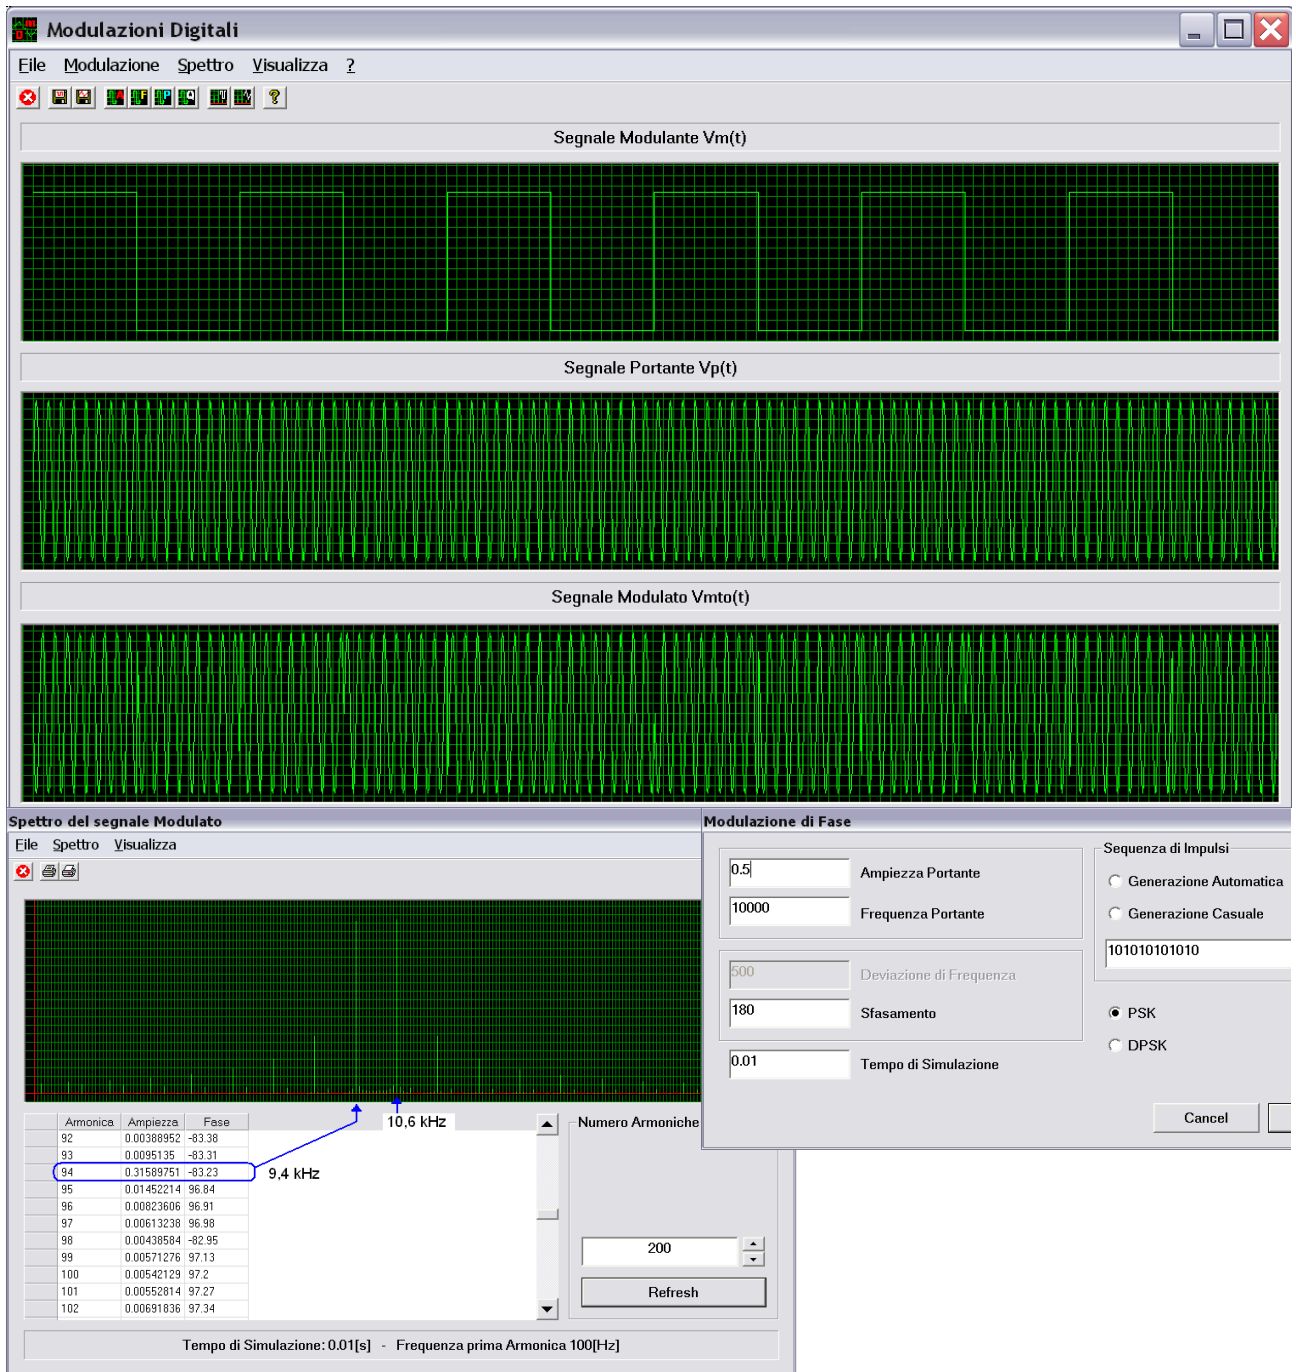 Modulazioni Digitali
File Modulazione Spettro Visualizza ?
Segnale Modulante Vm(t)
Segnale Portante Vp(t)
Segnale Modulato Vmto(t)
Spettro del segnale Modulato
File Spettro Visualizza
10,6 kHz
Armonica Ampiezza Fase
92 0.00388952 -83.38
93 0.0095135 -83.31
94 0.31589751 -83.23
9,4 kHz
95 0.01452214 96.84
96 0.00823606 96.91
97 0.00613238 96.98
98 0.00438584 -82.95
99 0.00571276 97.13
100 0.00542129 97.2
101 0.00552814 97.27
102 0.00691836 97.34
Numero Armoniche
200
Refresh
Tempo di Simulazione: 0.01[s] - Frequenza prima Armonica 100[Hz]
Modulazione di Fase
0.5 Ampiezza Portante
10000 Frequenza Portante
500 Deviazione di Frequenza
180 Sfasamento
0.01 Tempo di Simulazione
Sequenza di Impulsi
Generazione Automatica
Generazione Casuale
101010101010
PSK
DPSK
Cancel